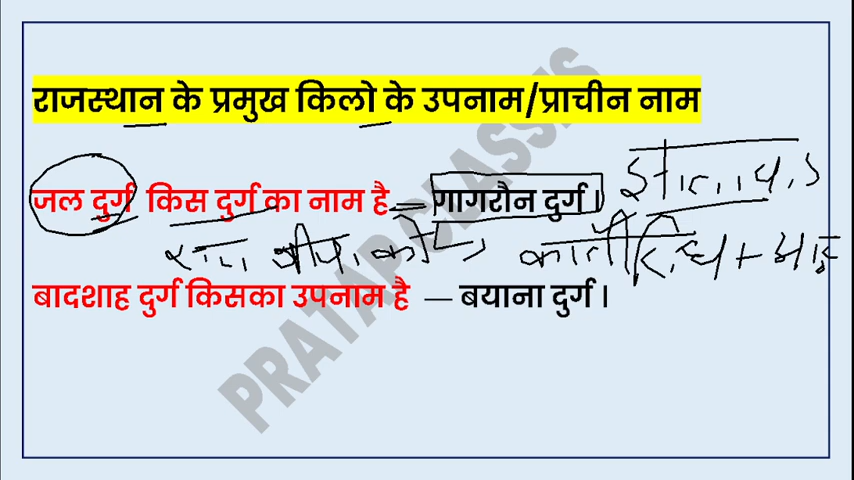 राजस्थान के प्रमुख किलो के उपनाम/प्राचीन नाम
जल दुर्ग किस दुर्ग का नाम है — गागरौन दुर्ग।
बादशाह दुर्ग किसका उपनाम है — बयाना दुर्ग।
PRATAP CLASSES